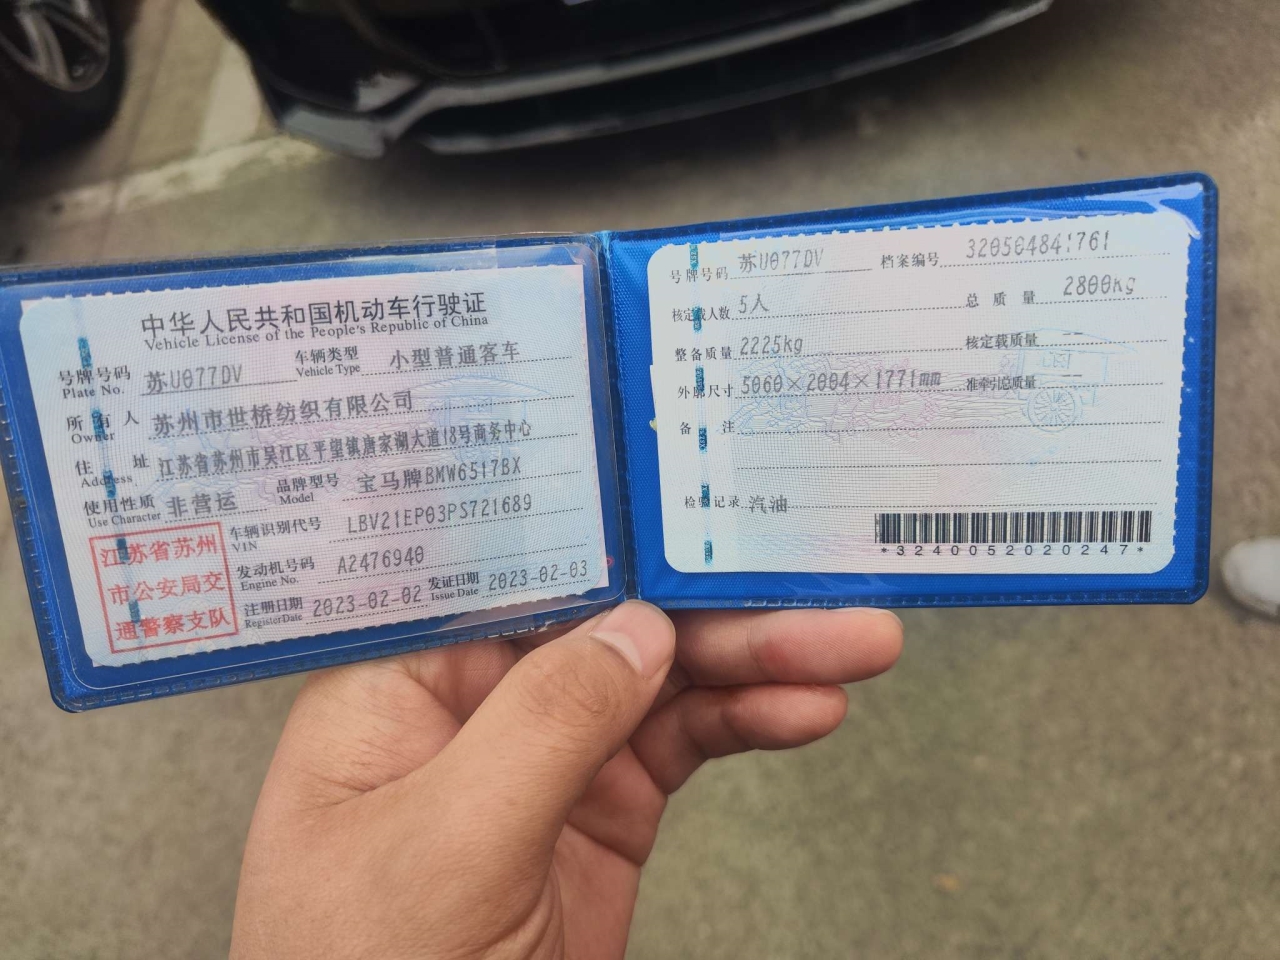 中华人民共和国机动车行驶证
Vehicle License of the People's Republic of China
号牌号码 苏U077DV 车辆类型 小型普通客车
Plate No. Vehicle Type
所有人 苏州市世桥纺织有限公司
Owner
住址 江苏省苏州市吴江区平望镇唐家湖大道18号商务中心
Address
使用性质 非营运 品牌型号 宝马牌BMW6517BX
Use Character Model
江苏省苏州
市公安局交
通警察支队
车辆识别代号 LBV21EP03PS721689
VIN
发动机号码 A2476940
Engine No.
注册日期 2023-02-02 发证日期 2023-02-03
Register Date Issue Date
号牌号码 苏U077DV 档案编号 320504841761
核定载人数 5人 总质量 2800kg
整备质量 2225kg 核定载质量 --
外廓尺寸 5060×2004×1771mm 准牵引总质量 --
备注
检验记录 汽油
*3240052020247*